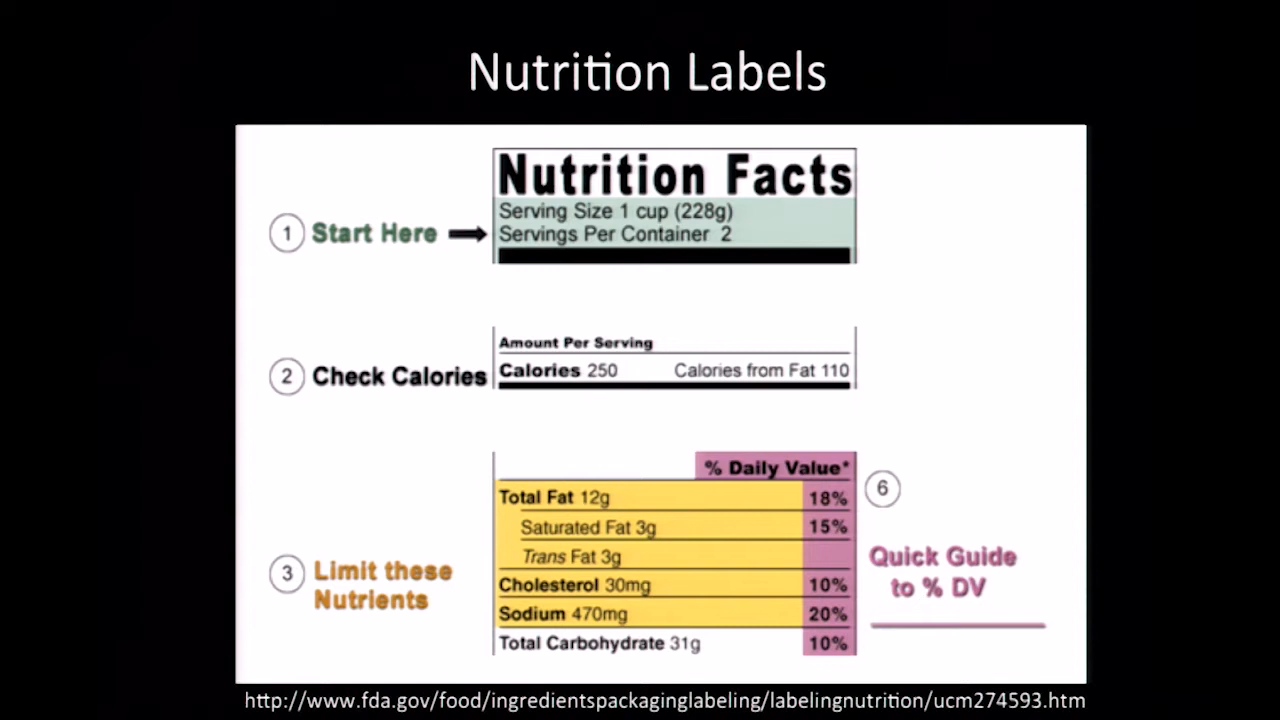 Nutrition Labels
Nutrition Facts
Serving Size 1 cup (228g)
1 Start Here
Servings Per Container 2
Amount Per Serving
2 Check Calories
Calories 250 Calories from Fat 110
% Daily Value*
6
Total Fat 12g 18%
Saturated Fat 3g 15%
Trans Fat 3g
Quick Guide
to % DV
3 Limit these
Nutrients
Cholesterol 30mg 10%
Sodium 470mg 20%
Total Carbohydrate 31g 10%
http://www.fda.gov/food/ingredientspackaginglabeling/labelingnutrition/ucm274593.htm